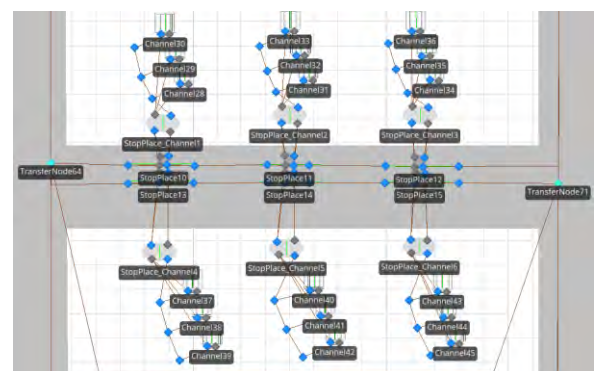 Channel30
Channel33
Channel36
Channel29
Channel32
Channel35
Channel28
Channel31
Channel34
StopPlace_Channel1
StopPlace_Channel2
StopPlace_Channel3
TransferNode64
StopPlace10
StopPlace11
StopPlace12
TransferNode71
StopPlace13
StopPlace14
StopPlace15
StopPlace_Channel4
StopPlace_Channel5
StopPlace_Channel6
Channel37
Channel40
Channel43
Channel38
Channel41
Channel44
Channel39
Channel42
Channel45